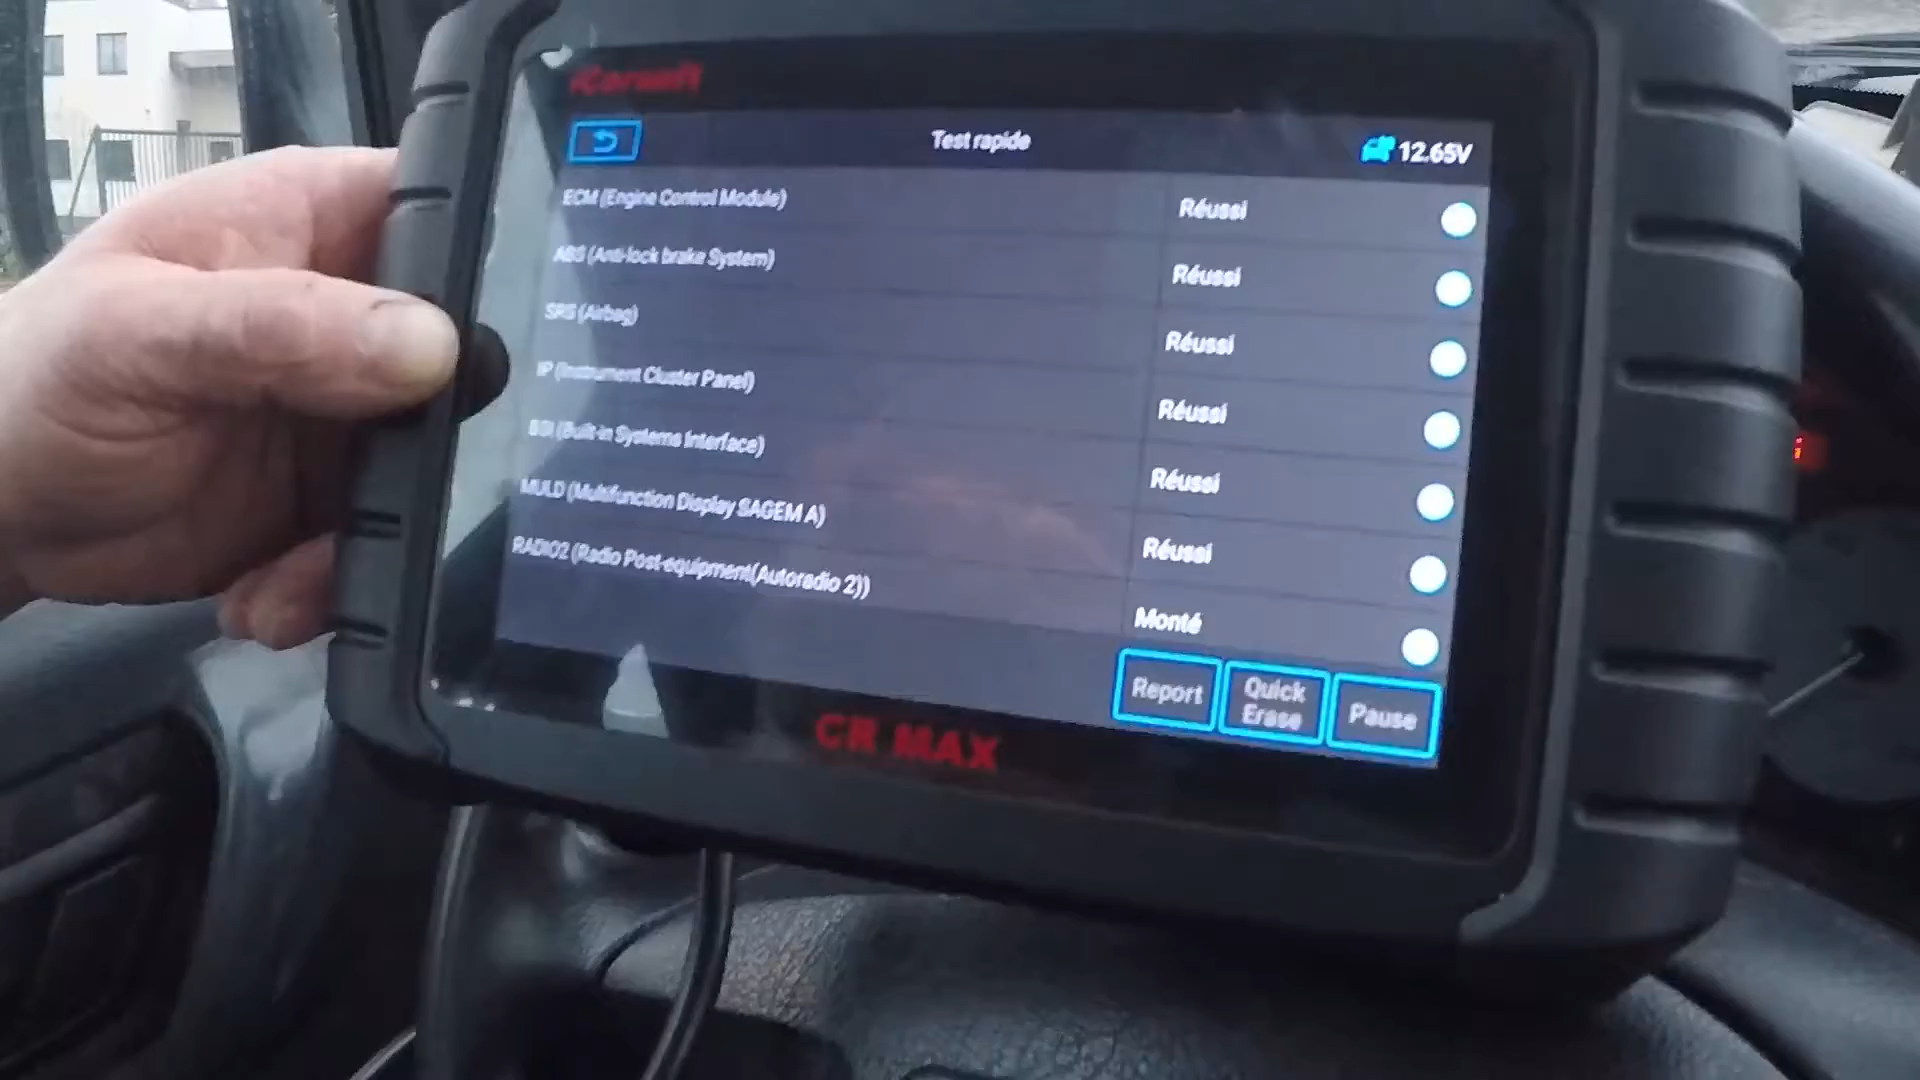 iCarsoft
Test rapide
12.65V
ECM (Engine Control Module) Réussi
ABS (Anti-lock brake System) Réussi
SRS (Airbag) Réussi
IP (Instrument Cluster Panel) Réussi
BSI (Built-in Systems Interface) Réussi
MULD (Multifunction Display SAGEM A) Réussi
RADIO2 (Radio Post-equipment(Autoradio 2)) Monté
Report
Quick
Erase
Pause
CR MAX